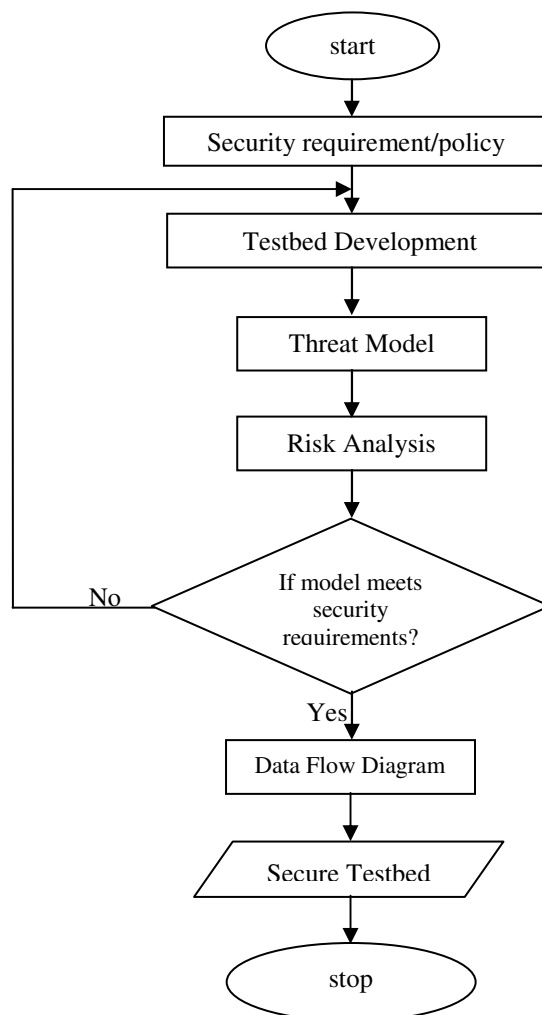 start
Security requirement/policy
Testbed Development
Threat Model
Risk Analysis
If model meets
security
requirements?
No
Yes
Data Flow Diagram
Secure Testbed
stop